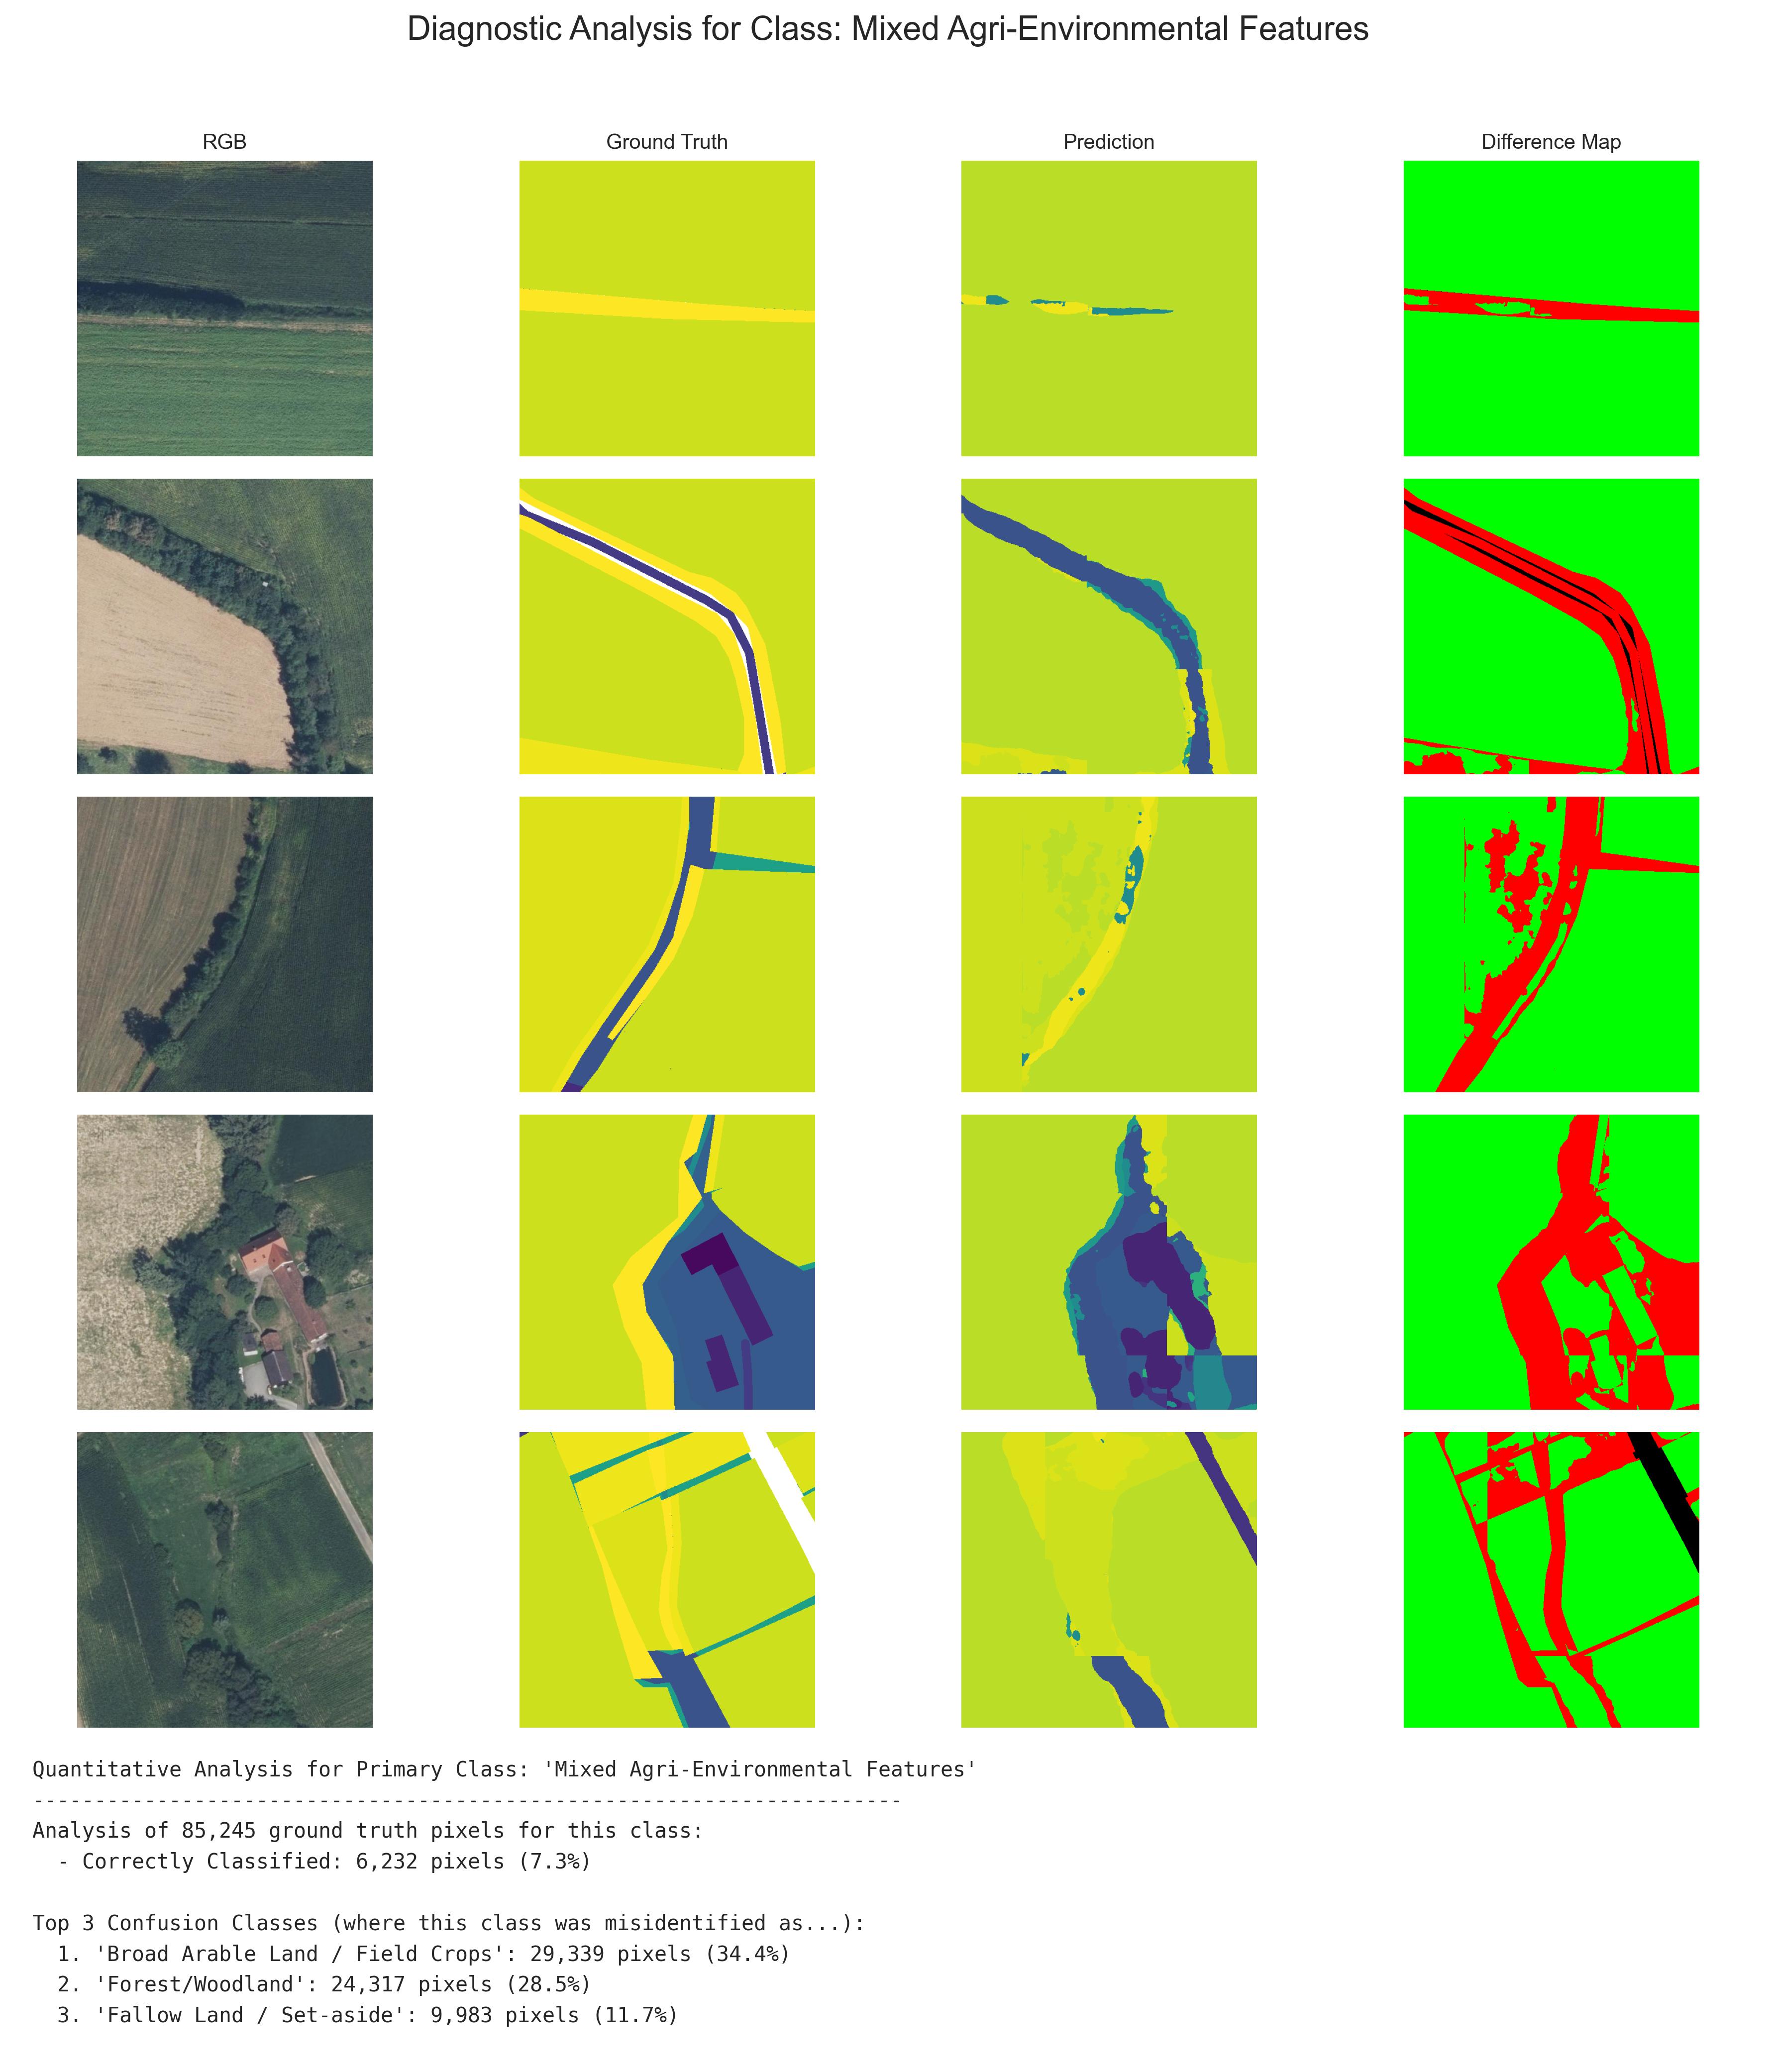 Diagnostic Analysis for Class: Mixed Agri-Environmental Features
RGB Ground Truth Prediction Difference Map
Quantitative Analysis for Primary Class: 'Mixed Agri-Environmental Features'
------------------------------------------------------------------------
Analysis of 85,245 ground truth pixels for this class:
  - Correctly Classified: 6,232 pixels (7.3%)
Top 3 Confusion Classes (where this class was misidentified as...):
  1. 'Broad Arable Land / Field Crops': 29,339 pixels (34.4%)
  2. 'Forest/Woodland': 24,317 pixels (28.5%)
  3. 'Fallow Land / Set-aside': 9,983 pixels (11.7%)